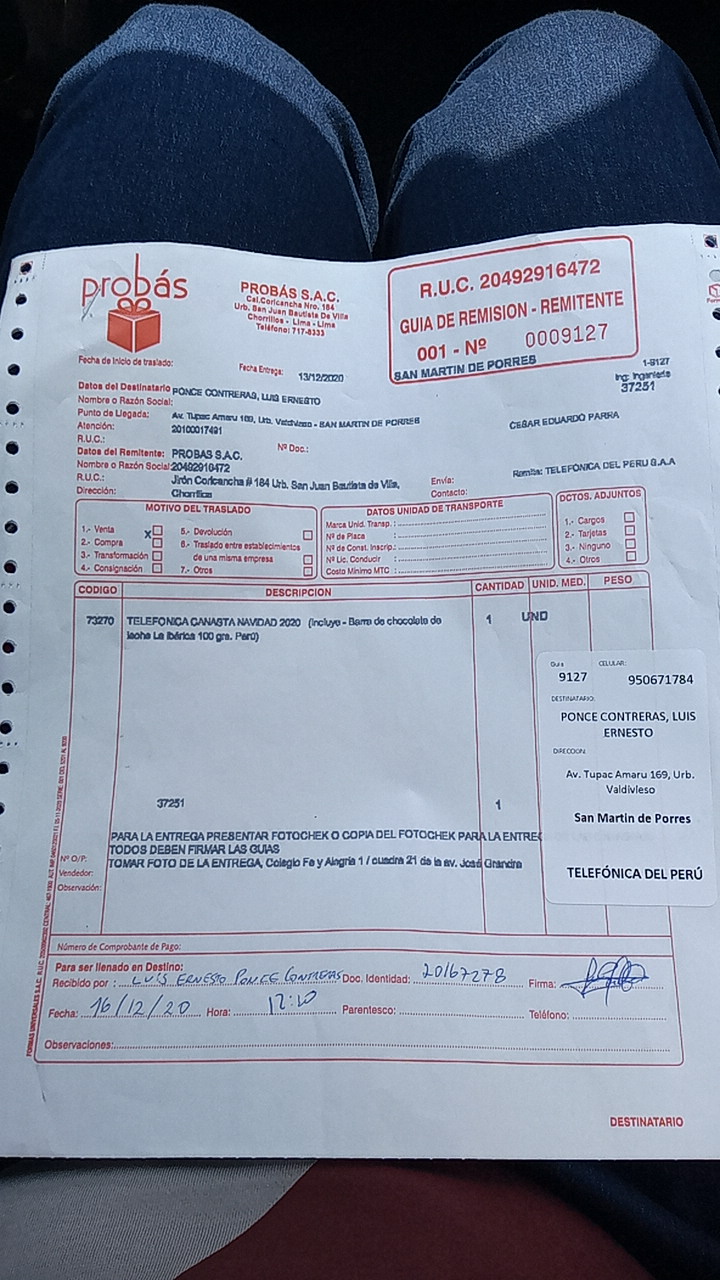 probás
PROBÁS S.A.C.
Cal.Coricancha Nro. 184
Urb. San Juan Bautista De Villa
Chorrillos - Lima - Lima
Teléfono: 717-8333
R.U.C. 20492916472
GUIA DE REMISION - REMITENTE
001 - Nº 0009127
Fecha de Inicio de traslado:
Fecha Entrega: 13/12/2020
SAN MARTIN DE PORRES
1-9127
37251
Datos del Destinatario PONCE CONTRERAS, LUIS ERNESTO
Nombre o Razón Social:
Punto de Llegada: Av. Tupac Amaru 169, Urb. Valdivieso - SAN MARTIN DE PORRES
Atención: 20100017491
CESAR EDUARDO PARRA
R.U.C.:
Nº Doc.:
Datos del Remitente: PROBAS S.A.C.
Nombre o Razón Social: 20492916472
Remite: TELEFONICA DEL PERU S.A.A
R.U.C.: Jirón Coricancha # 184 Urb. San Juan Bautista de Villa,
Envía:
Dirección: Chorrillos
Contacto:
MOTIVO DEL TRASLADO
1.- Venta X
2.- Compra
3.- Transformación
4.- Consignación
5.- Devolución
6.- Traslado entre establecimientos
de una misma empresa
7.- Otros
DATOS UNIDAD DE TRANSPORTE
Marca Unid. Transp. :
Nº de Placa :
Nº de Const. Inscrip.:
Nº Lic. Conducir :
Costo Mínimo MTC :
DCTOS. ADJUNTOS
1.- Cargos
2.- Tarjetas
3.- Ninguno
4.- Otros
CODIGO DESCRIPCION CANTIDAD UNID. MED. PESO
73270 TELEFONICA CANASTA NAVIDAD 2020 (Incluye - Barra de chocolate de 1 UND
leche La Ibérica 100 grs. Perú)
Guia CELULAR:
9127 950671784
DESTINATARIO:
PONCE CONTRERAS, LUIS
ERNESTO
DIRECCION:
Av. Tupac Amaru 169, Urb.
Valdivieso
San Martin de Porres
TELEFÓNICA DEL PERÚ
37251 1
PARA LA ENTREGA PRESENTAR FOTOCHEK O COPIA DEL FOTOCHEK PARA LA ENTREG
TODOS DEBEN FIRMAR LAS GUIAS
TOMAR FOTO DE LA ENTREGA, Colegio Fe y Alegria 1 / cuadra 21 de la av. José Granda
Nº O/P:
Vendedor:
Observación:
Número de Comprobante de Pago:
Para ser llenado en Destino:
Recibido por : LUIS ERNESTO PONCE CONTRERAS Doc. Identidad: 20167278 Firma:
Fecha: 16/12/20 Hora: 12:10 Parentesco: Teléfono:
Observaciones:
DESTINATARIO